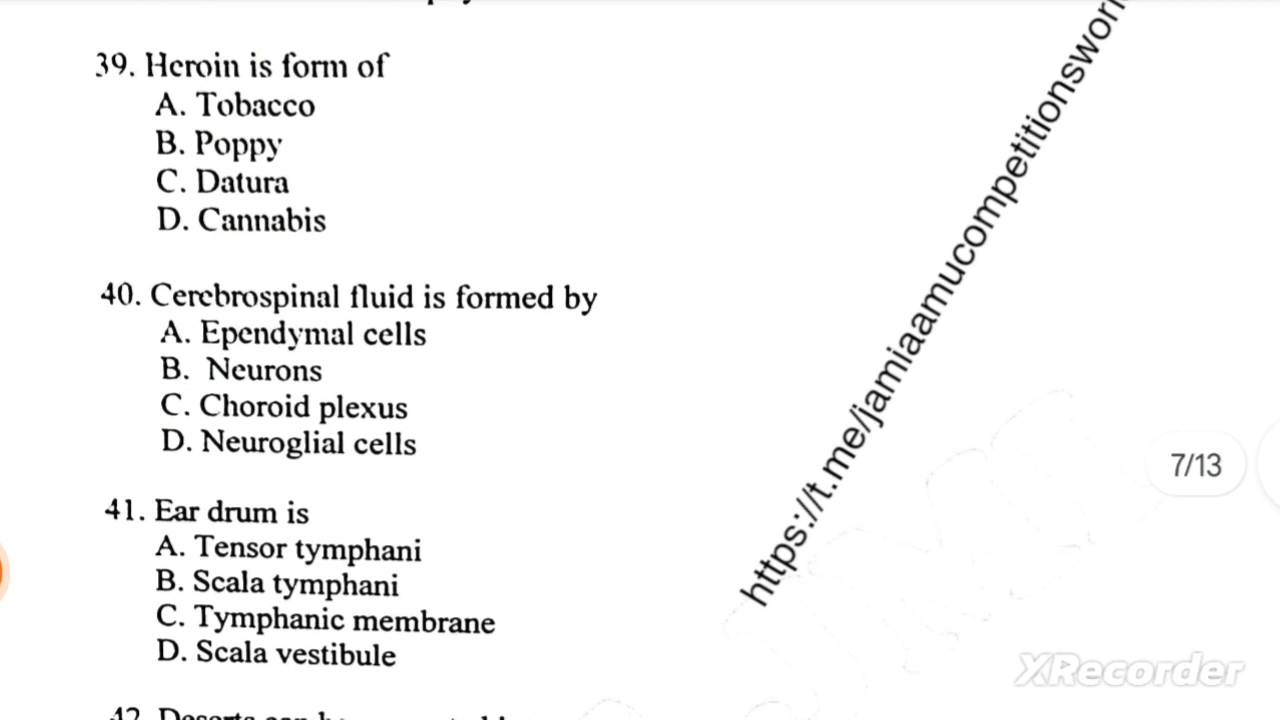 39. Heroin is form of
A. Tobacco
B. Poppy
C. Datura
D. Cannabis
40. Cerebrospinal fluid is formed by
A. Ependymal cells
B. Neurons
C. Choroid plexus
D. Neuroglial cells
41. Ear drum is
A. Tensor tymphani
B. Scala tymphani
C. Tymphanic membrane
D. Scala vestibule
https://t.me/jamiaamucompetitionswor
7/13
XRecorder